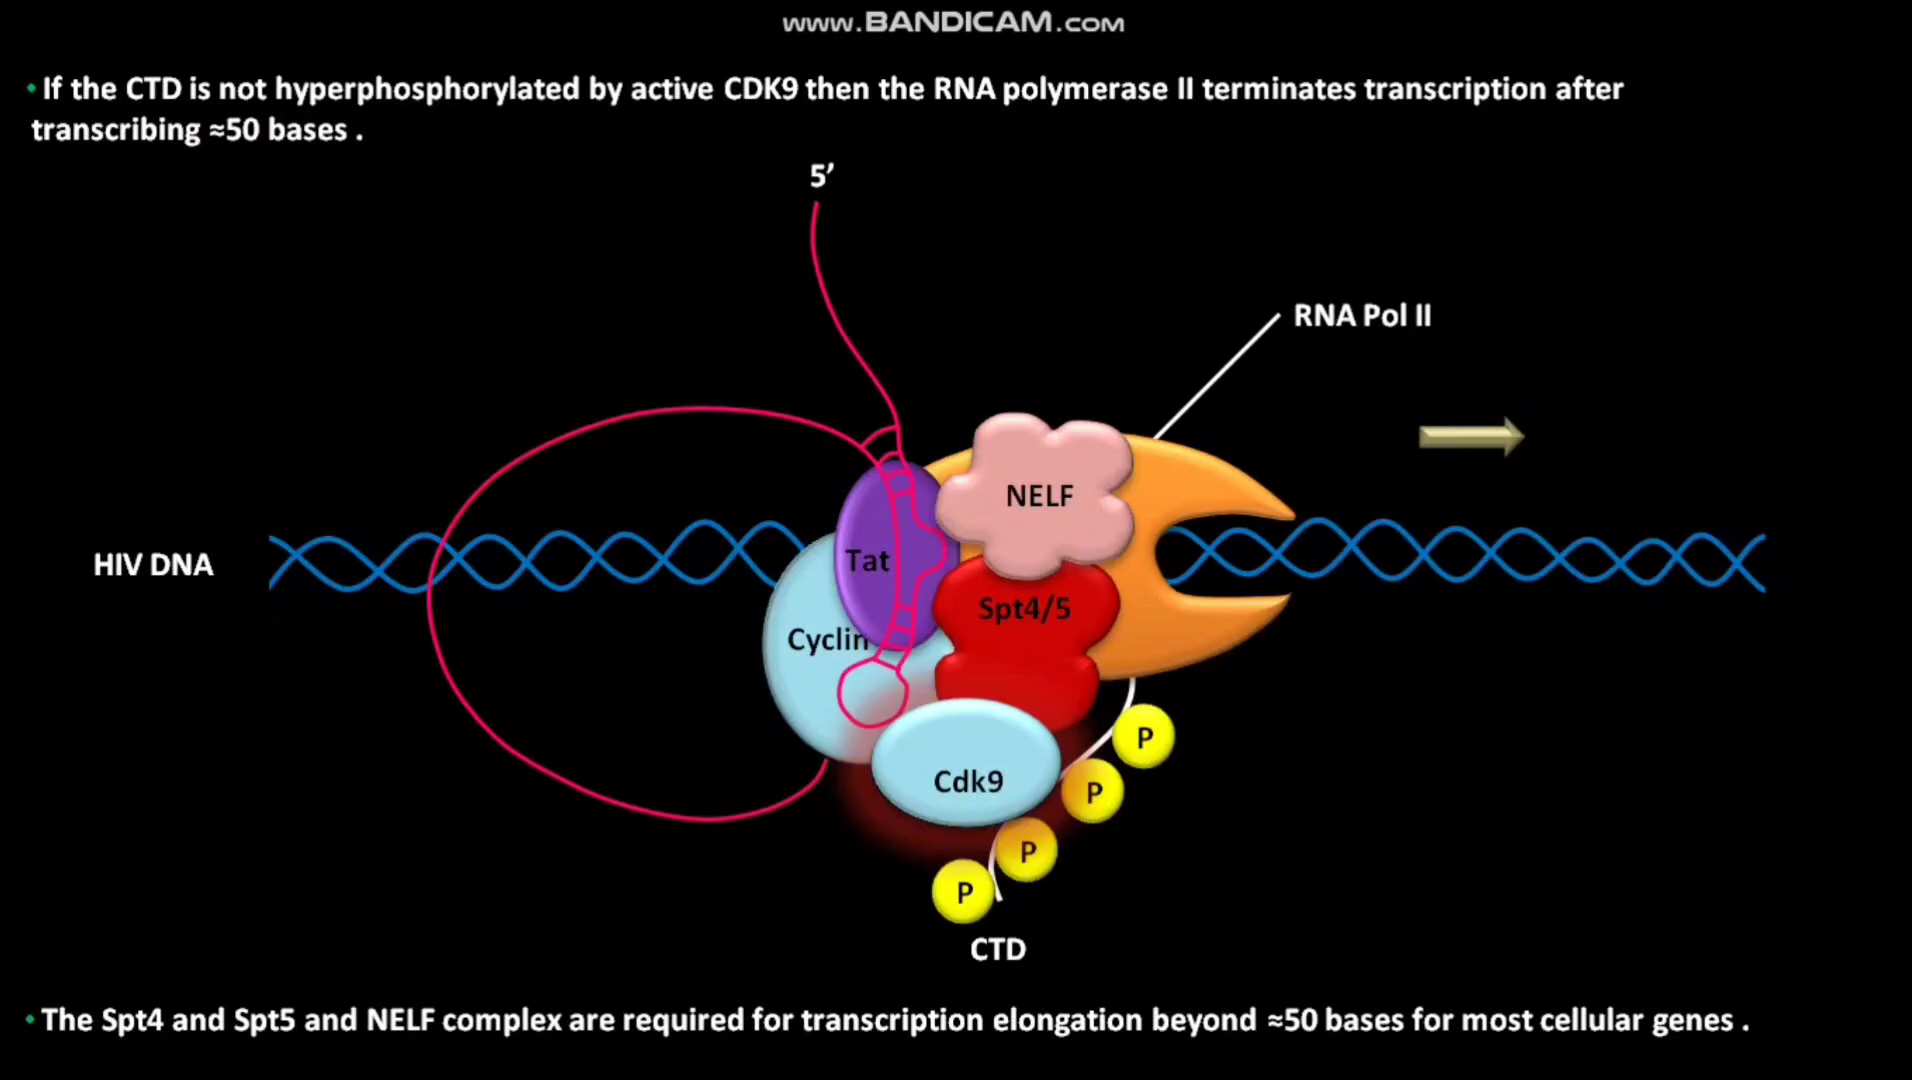 www.BANDICAM.com
• If the CTD is not hyperphosphorylated by active CDK9 then the RNA polymerase II terminates transcription after
transcribing ≈50 bases .
5’
RNA Pol II
NELF
HIV DNA
Tat
Spt4/5
Cyclin
P
Cdk9
P
P
P
CTD
• The Spt4 and Spt5 and NELF complex are required for transcription elongation beyond ≈50 bases for most cellular genes .